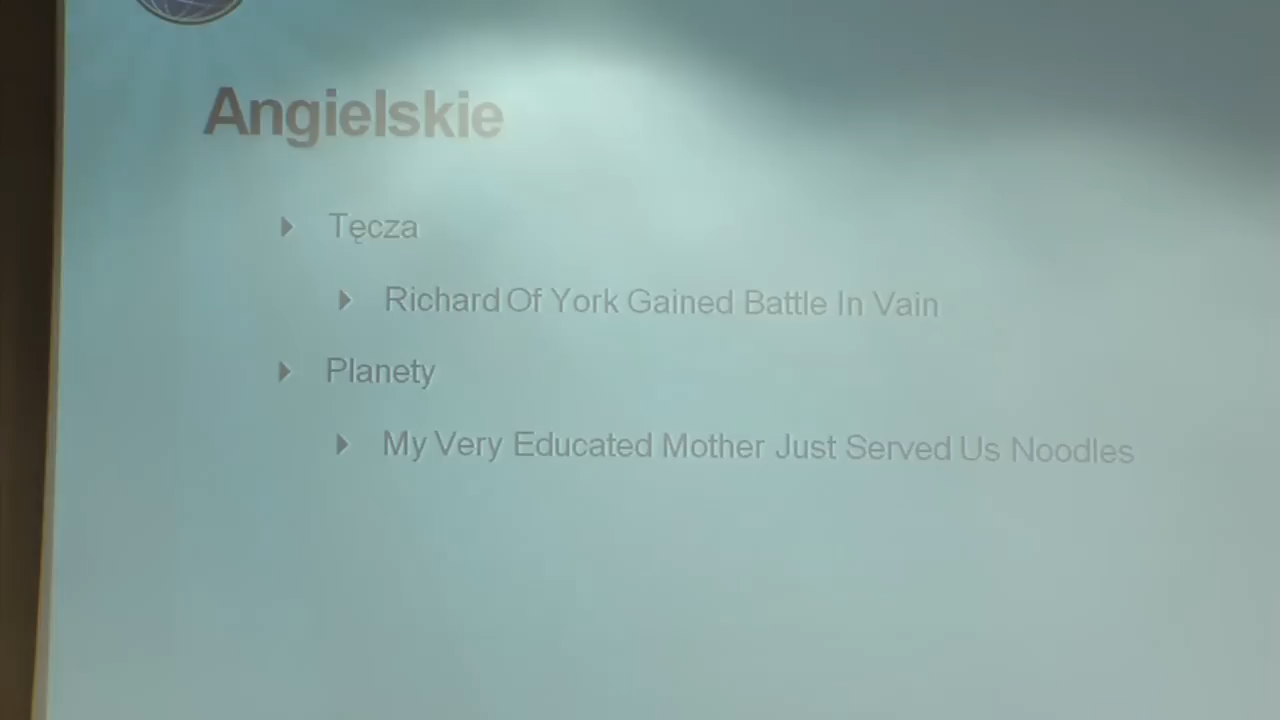 Angielskie
Tęcza
Richard Of York Gained Battle In Vain
Planety
My Very Educated Mother Just Served Us Noodles